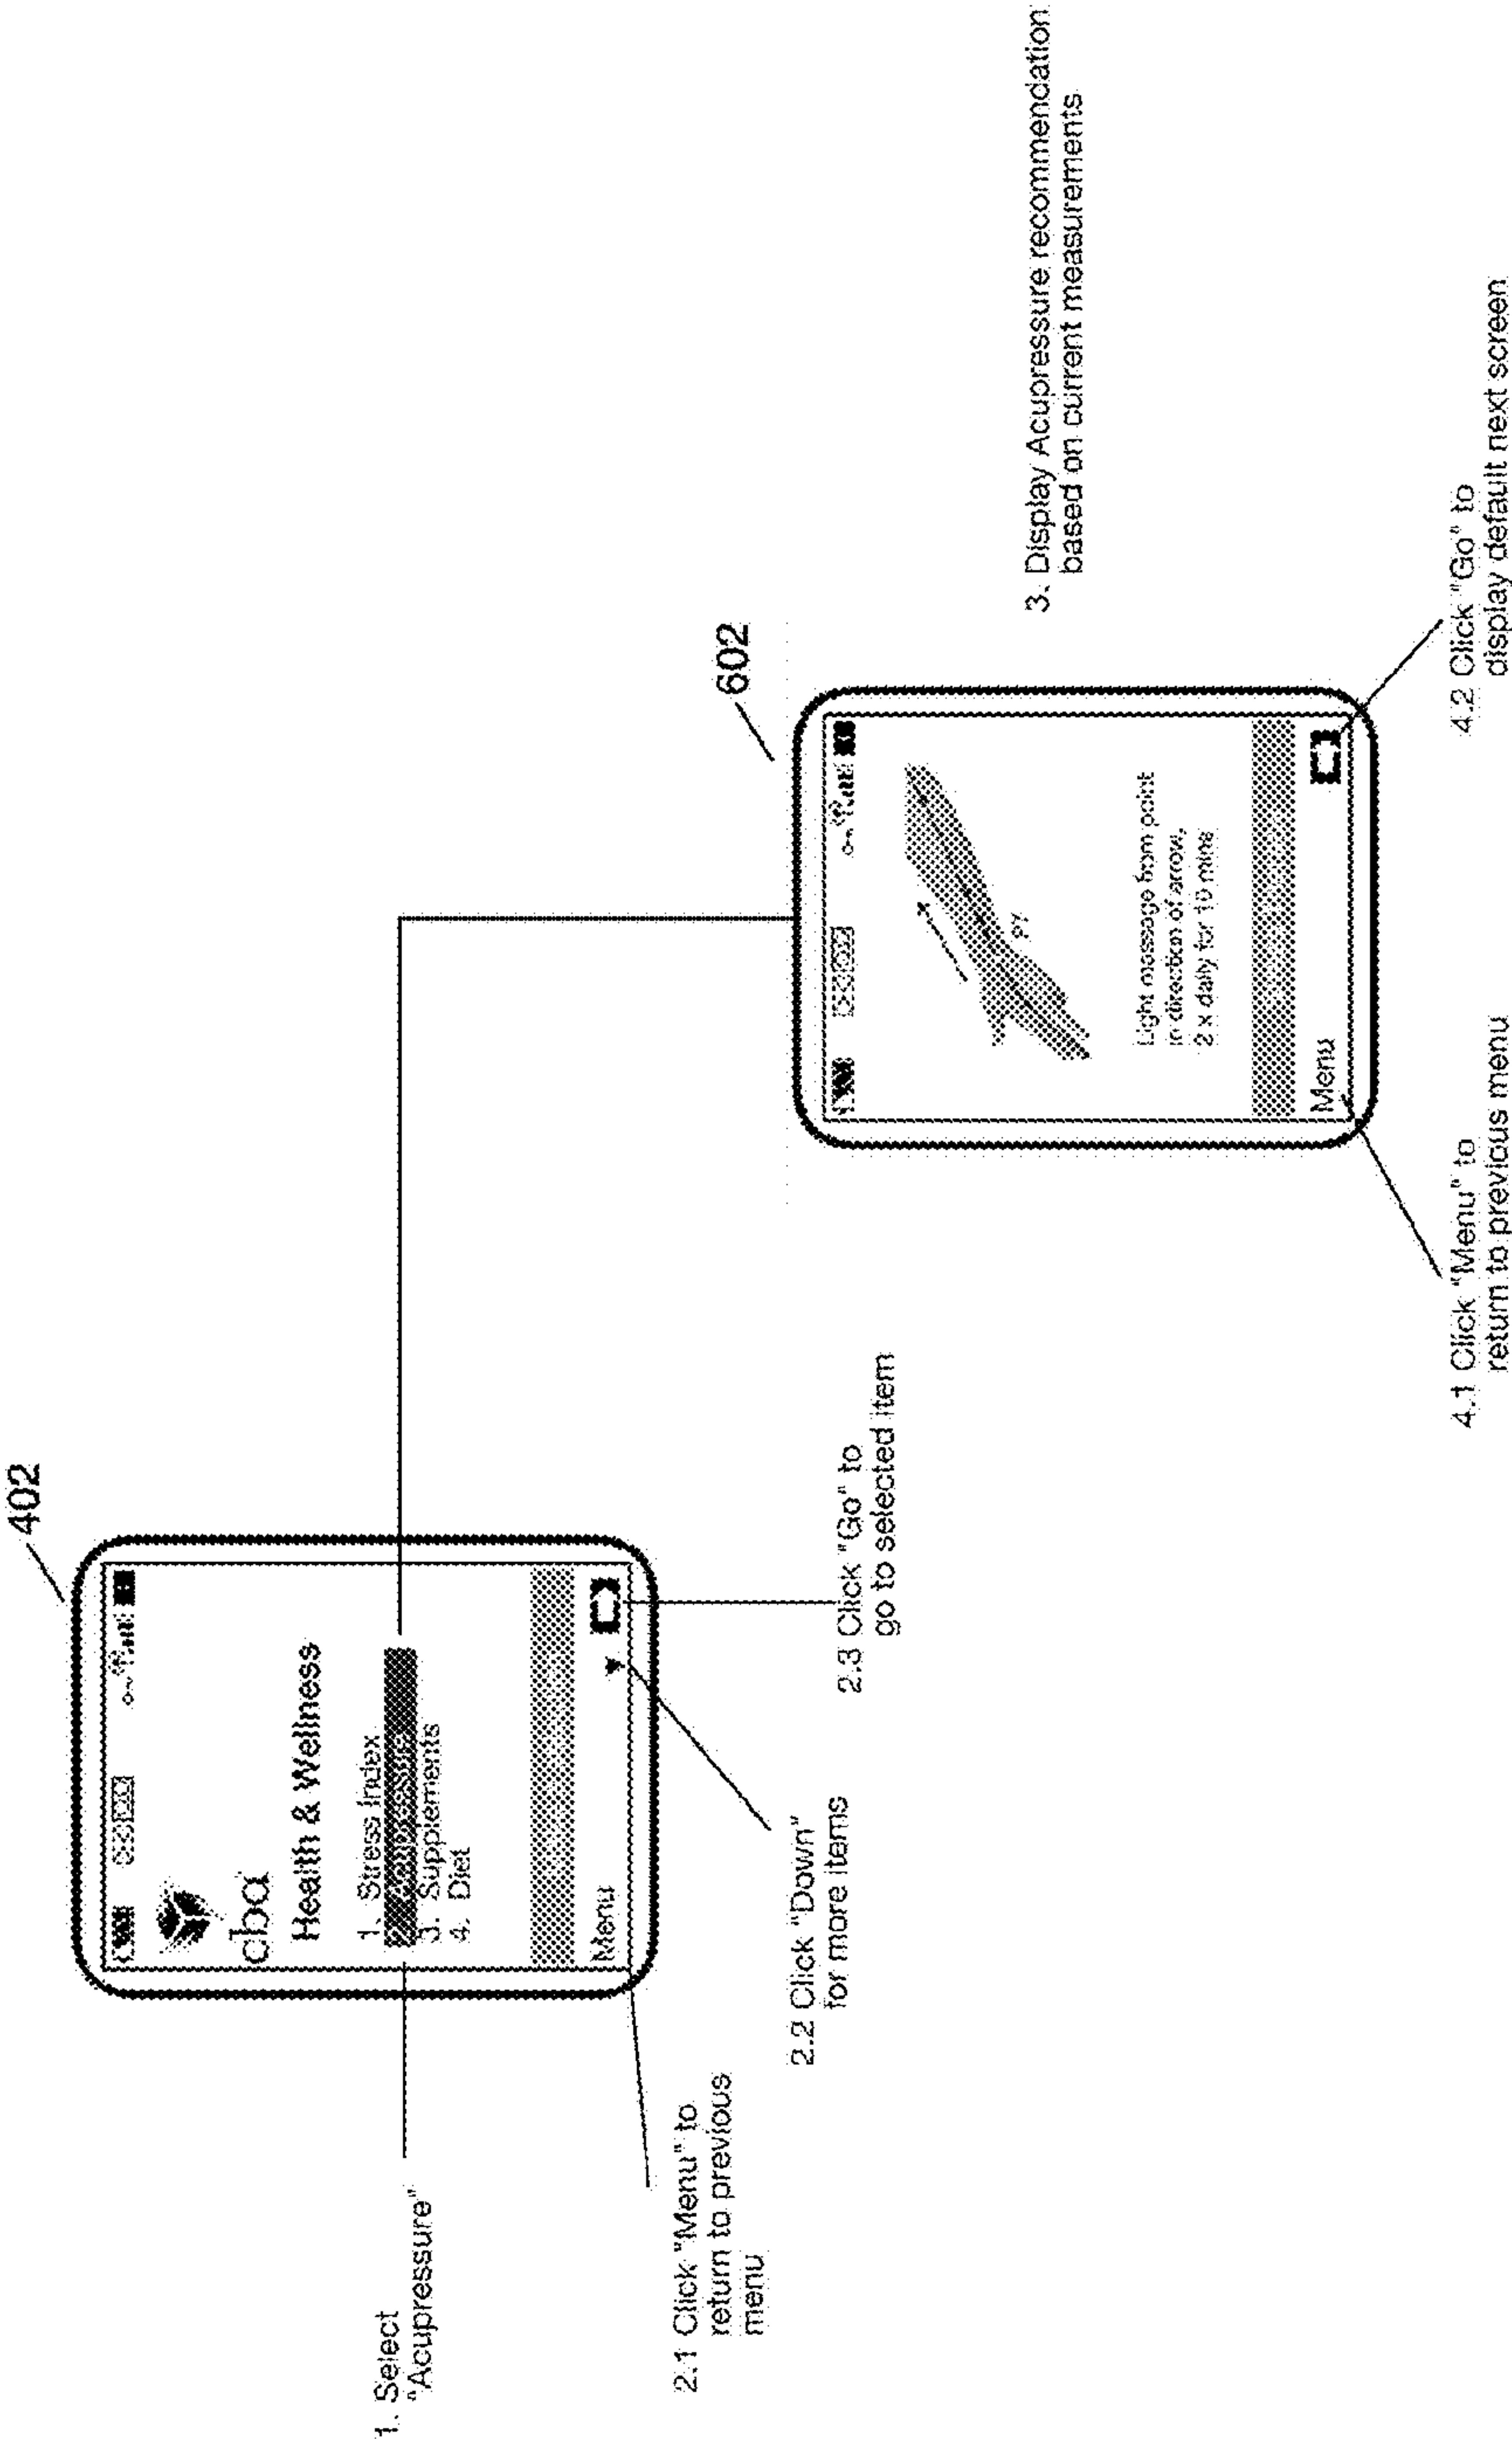 402
cba
Health & Wellness
1. Stress Index
3. Supplements
4. Diet
Menu
1. Select
"Acupressure"
2.1 Click "Menu" to
return to previous
menu
2.2 Click "Down"
for more items
2.3 Click "Go" to
go to selected item
602
P7
Light massage from point
in direction of arrow,
2 x daily for 10 mins
Menu
3. Display Acupressure recommendation
based on current measurements
4.1 Click "Menu" to
return to previous menu
4.2 Click "Go" to
display default next screen